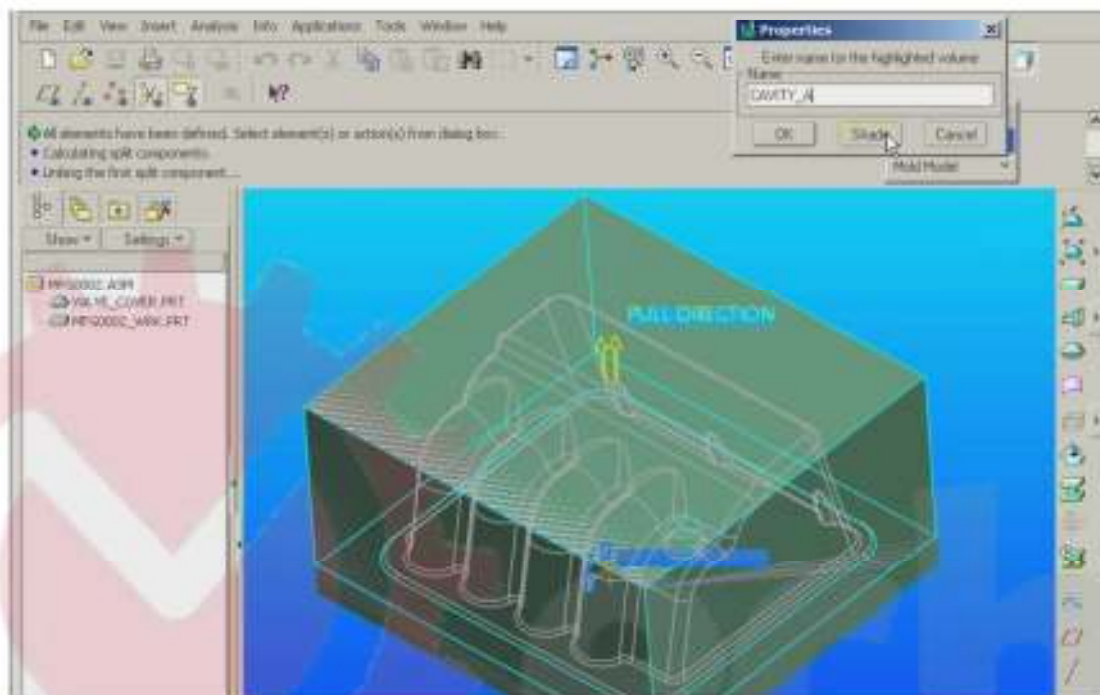 File Edit View Insert Analysis Info Applications Tools Window Help
Properties
Enter name for the highlighted volume
Name
CAVITY_A
OK Shade Cancel
All elements have been defined. Select element(s) or action(s) from dialog box.
Calculating split components.
Linking the first split component...
Mold Model
Show Settings
MFG0002.ASM
VALVE_COVER.PRT
MFG0002_WRK.PRT
PULL DIRECTION